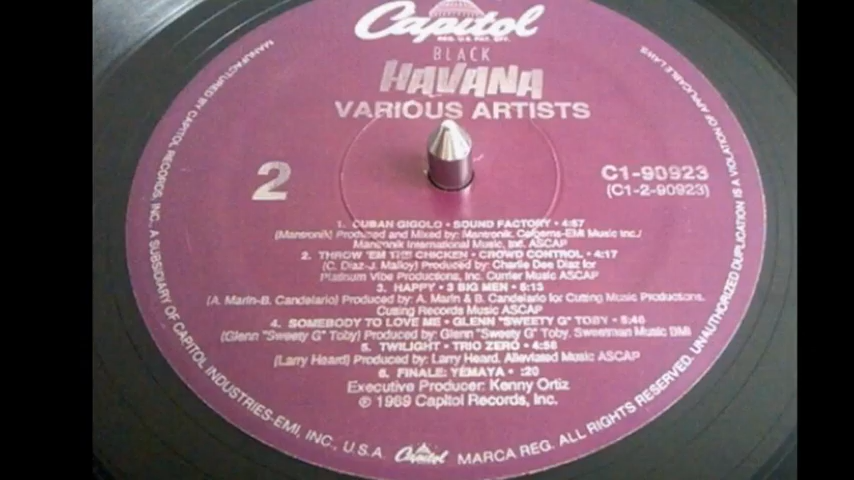 Capitol
REG. U.S. PAT. OFF.
BLACK
HAVANA
VARIOUS ARTISTS
2
C1-90923
(C1-2-90923)
1. CUBAN GIGOLO • SOUND FACTORY • 4:57
(Mantronik) Produced and Mixed by: Mantronik. Colgems-EMI Music Inc./
Mantronik International Music, Inc. ASCAP
2. THROW 'EM THE CHICKEN • CROWD CONTROL • 4:17
(C. Diaz-J. Malloy) Produced by: Charlie Dee Diaz for
Platinum Vibe Productions, Inc. Currier Music ASCAP
3. HAPPY • 3 BIG MEN • 5:13
(A. Marin-B. Candelario) Produced by: A. Marin & B. Candelario for Cutting Music Productions.
Cutting Records Music ASCAP
4. SOMEBODY TO LOVE ME • GLENN "SWEETY G" TOBY • 5:40
(Glenn "Sweety G" Toby) Produced by: Glenn "Sweety G" Toby. Sweetman Music BMI
5. TWILIGHT • TRIO ZERO • 4:58
(Larry Heard) Produced by: Larry Heard. Alleviated Music ASCAP
6. FINALE: YEMAYA • :20
Executive Producer: Kenny Ortiz
℗ 1989 Capitol Records, Inc.
MANUFACTURED BY CAPITOL RECORDS, INC. A SUBSIDIARY OF CAPITOL INDUSTRIES-EMI, INC., U.S.A. Capitol MARCA REG. ALL RIGHTS RESERVED. UNAUTHORIZED DUPLICATION IS A VIOLATION OF APPLICABLE LAWS.